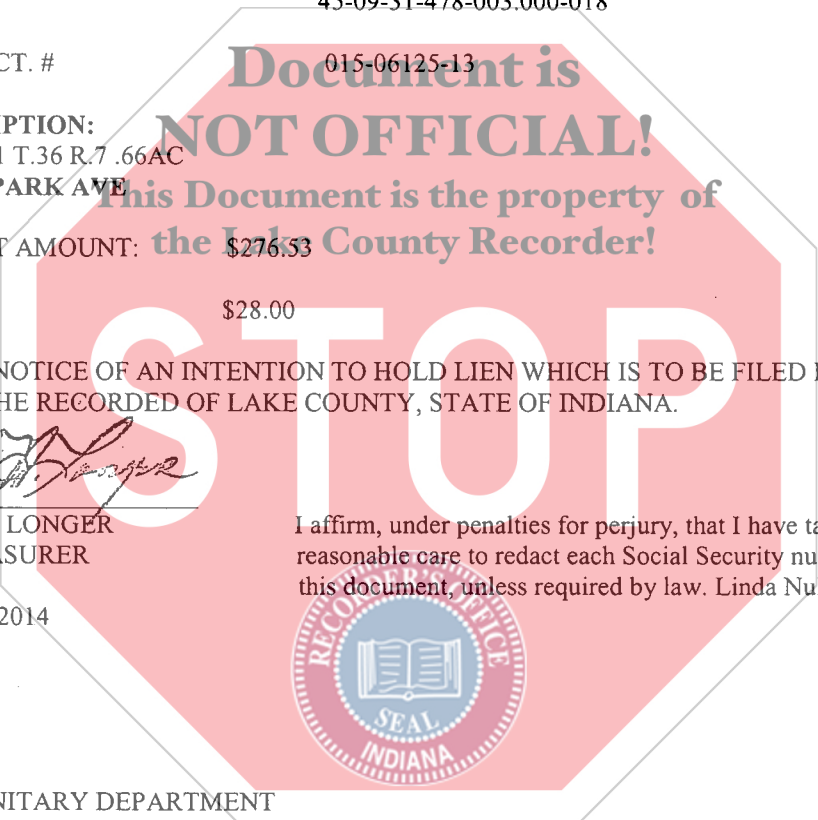 45-09-31-478-003.000-018
CT. # 015-06125-13
Document is
IPTION:
NOT OFFICIAL!
1 T.36 R.7 .66AC
PARK AVE
This Document is the property of
T AMOUNT: $276.53
the Lake County Recorder!
$28.00
STOP
NOTICE OF AN INTENTION TO HOLD LIEN WHICH IS TO BE FILED
HE RECORDED OF LAKE COUNTY, STATE OF INDIANA.
LONGER
ASURER
I affirm, under penalties for perjury, that I have ta
reasonable care to redact each Social Security nu
this document, unless required by law. Linda Nu
2014
RECORDER'S OFFICE
SEAL
INDIANA
NITARY DEPARTMENT